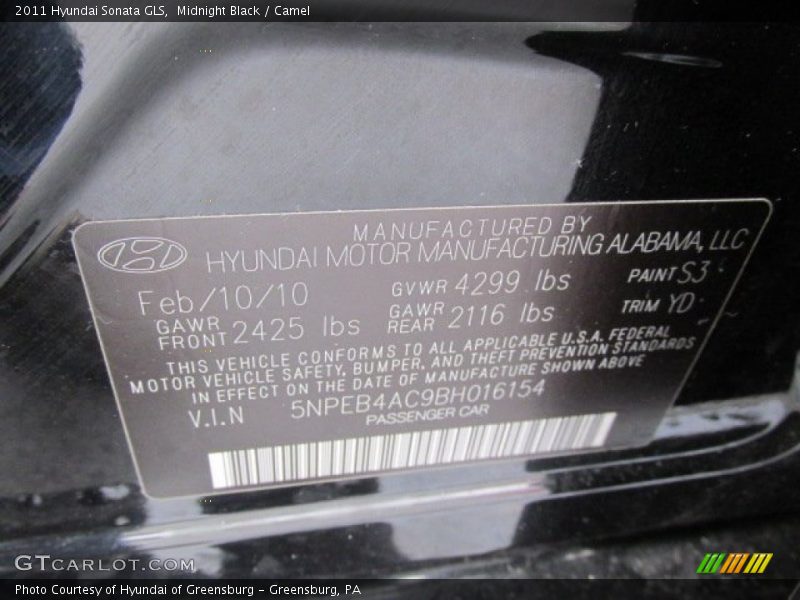 2011 Hyundai Sonata GLS, Midnight Black / Camel
MANUFACTURED BY
HYUNDAI MOTOR MANUFACTURING ALABAMA, LLC
Feb/10/10 GVWR 4299 lbs PAINT S3
GAWR FRONT 2425 lbs GAWR REAR 2116 lbs TRIM YD
THIS VEHICLE CONFORMS TO ALL APPLICABLE U.S.A. FEDERAL
MOTOR VEHICLE SAFETY, BUMPER, AND THEFT PREVENTION STANDARDS
IN EFFECT ON THE DATE OF MANUFACTURE SHOWN ABOVE
V.I.N 5NPEB4AC9BH016154
PASSENGER CAR
GTCARLOT.COM
Photo Courtesy of Hyundai of Greensburg - Greensburg, PA